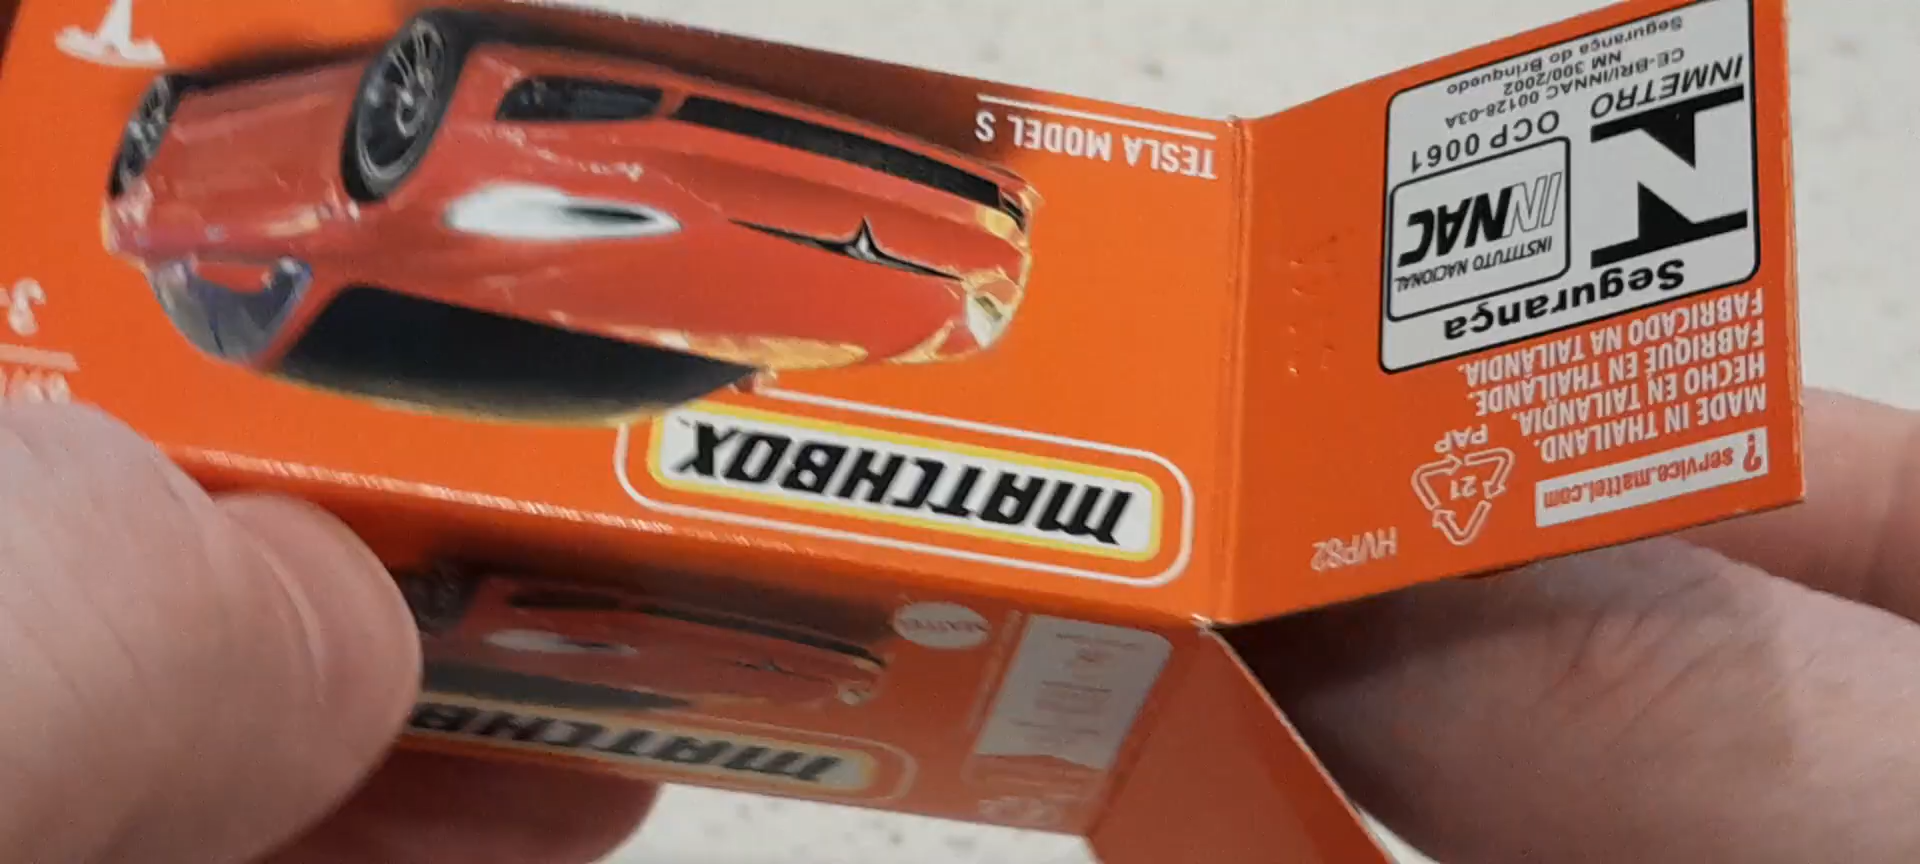 MATCHBOX
TESLA MODEL S
? service.mattel.com
MADE IN THAILAND.
HECHO EN TAILANDIA.
FABRIQUÉ EN THAÏLANDE.
FABRICADO NA TAILÂNDIA.
21
PAP
HVP82
Segurança
INSTITUTO NACIONAL
INNAC
OCP 0061
INMETRO
CE-BRI/INNAC 00128-03A
NM 300/2002
Segurança do Brinquedo
MATCHB
MATTEL